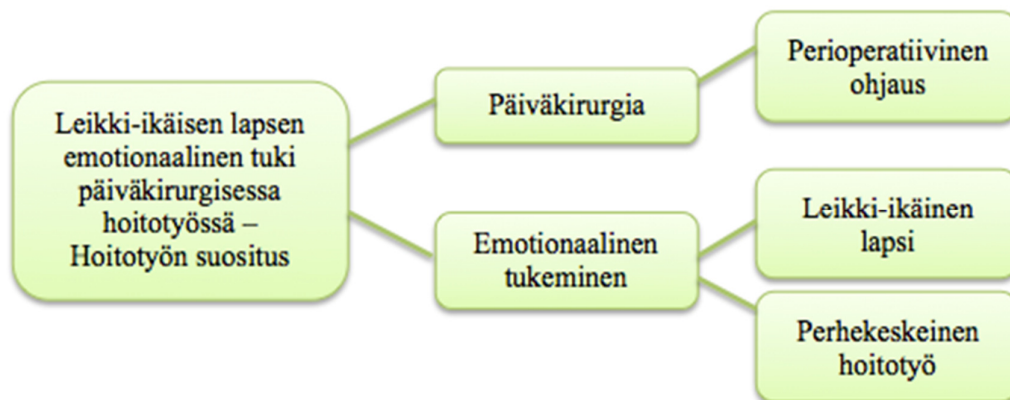 Leikki-ikäisen lapsen
emotionaalinen tuki
päiväkirurgisessa
hoitotyössä –
Hoitotyön suositus
Päiväkirurgia
Perioperatiivinen
ohjaus
Emotionaalinen
tukeminen
Leikki-ikäinen
lapsi
Perhekeskeinen
hoitotyö